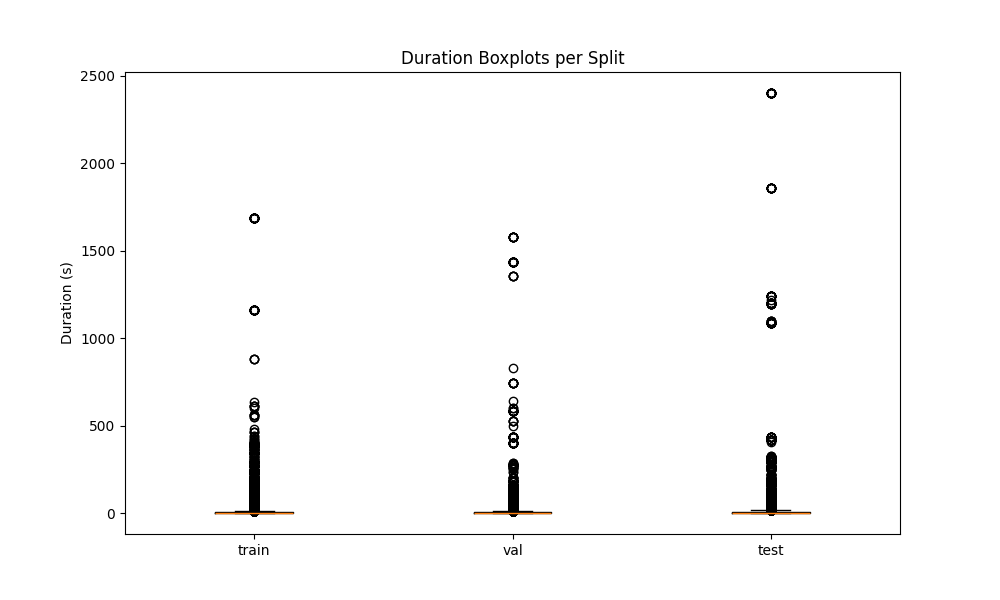 Duration Boxplots per Split
Duration (s)
2500
2000
1500
1000
500
0
train
val
test